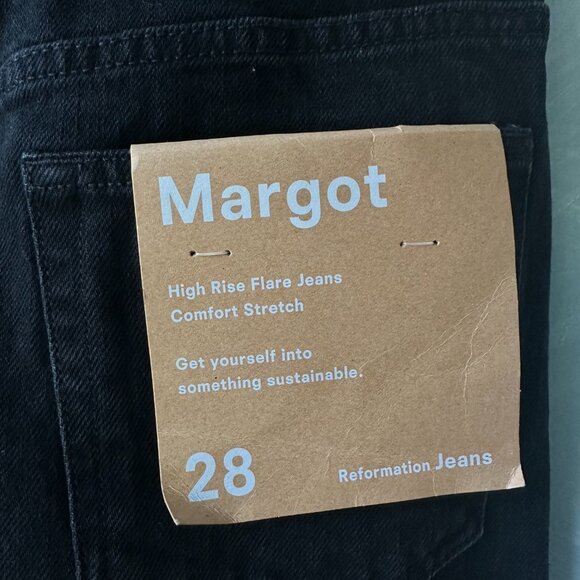 Margot
High Rise Flare Jeans
Comfort Stretch
Get yourself into
something sustainable.
28
Reformation Jeans